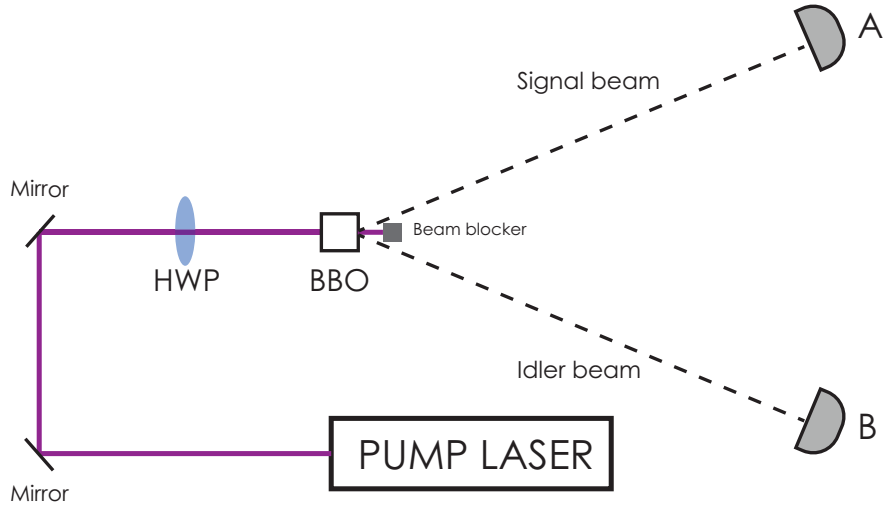 A
Signal beam
Mirror
Beam blocker
HWP
BBO
Idler beam
B
PUMP LASER
Mirror